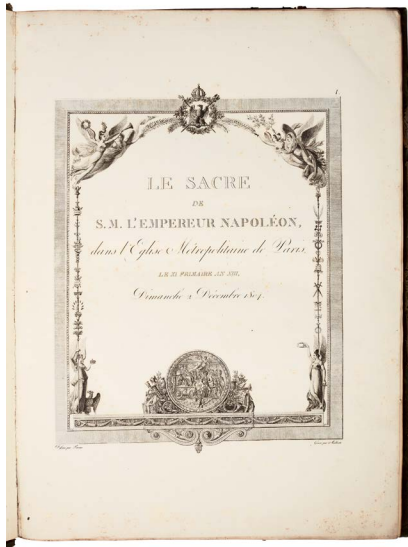 1.
LE SACRE
DE
S. M. L'EMPEREUR NAPOLÉON,
dans l'Église Métropolitaine de Paris,
LE XI FRIMAIRE AN XIII,
Dimanche 2 Décembre 1804.